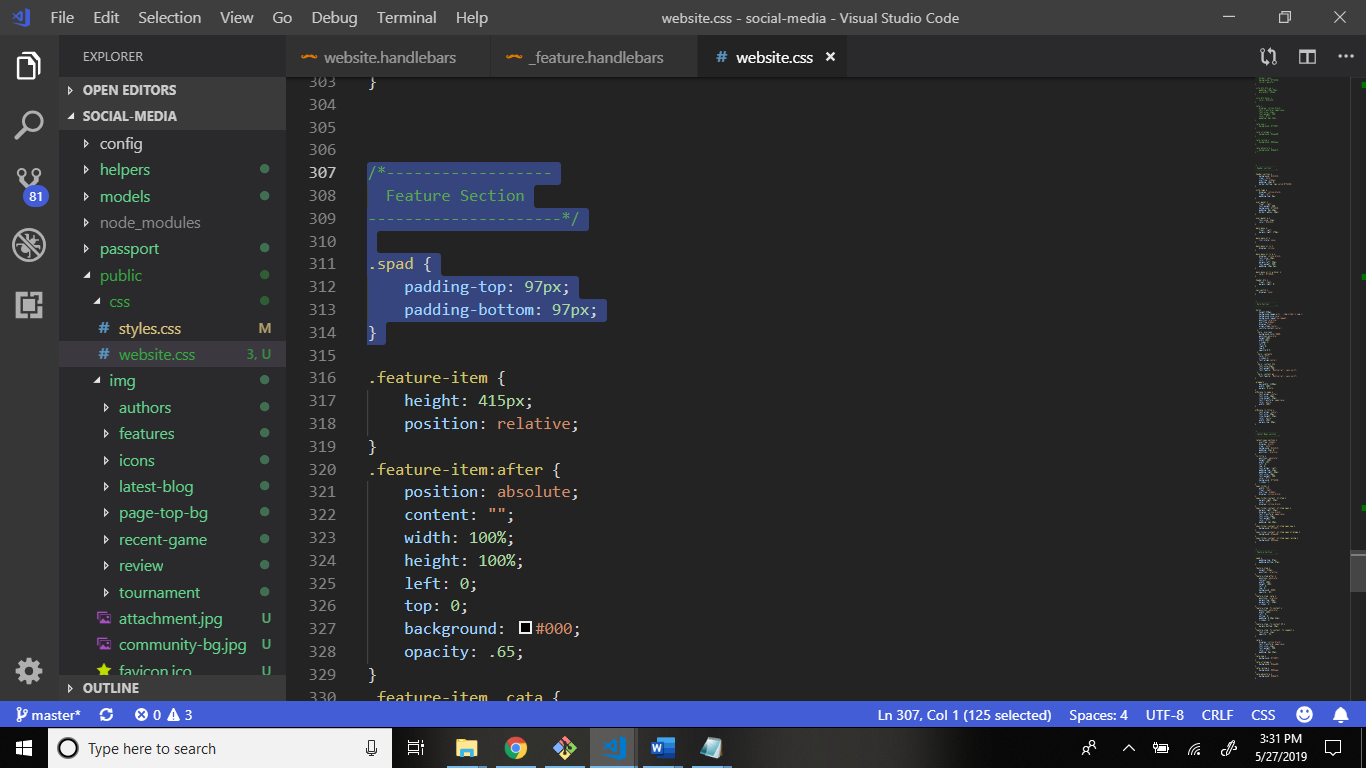 File Edit Selection View Go Debug Terminal Help
website.css - social-media - Visual Studio Code
EXPLORER
website.handlebars
_feature.handlebars
# website.css
OPEN EDITORS
SOCIAL-MEDIA
config
helpers
models
node_modules
passport
public
css
# styles.css M
# website.css 3, U
img
authors
features
icons
latest-blog
page-top-bg
recent-game
review
tournament
attachment.jpg U
community-bg.jpg U
favicon.ico U
OUTLINE
81
303 }
304
305
306
307 /*------------------
308   Feature Section
309 ---------------------*/
310
311 .spad {
312     padding-top: 97px;
313     padding-bottom: 97px;
314 }
315
316 .feature-item {
317     height: 415px;
318     position: relative;
319 }
320 .feature-item:after {
321     position: absolute;
322     content: "";
323     width: 100%;
324     height: 100%;
325     left: 0;
326     top: 0;
327     background: #000;
328     opacity: .65;
329 }
330 .feature-item .cata {
master* 0 3
Ln 307, Col 1 (125 selected) Spaces: 4 UTF-8 CRLF CSS
Type here to search
3:31 PM
5/27/2019